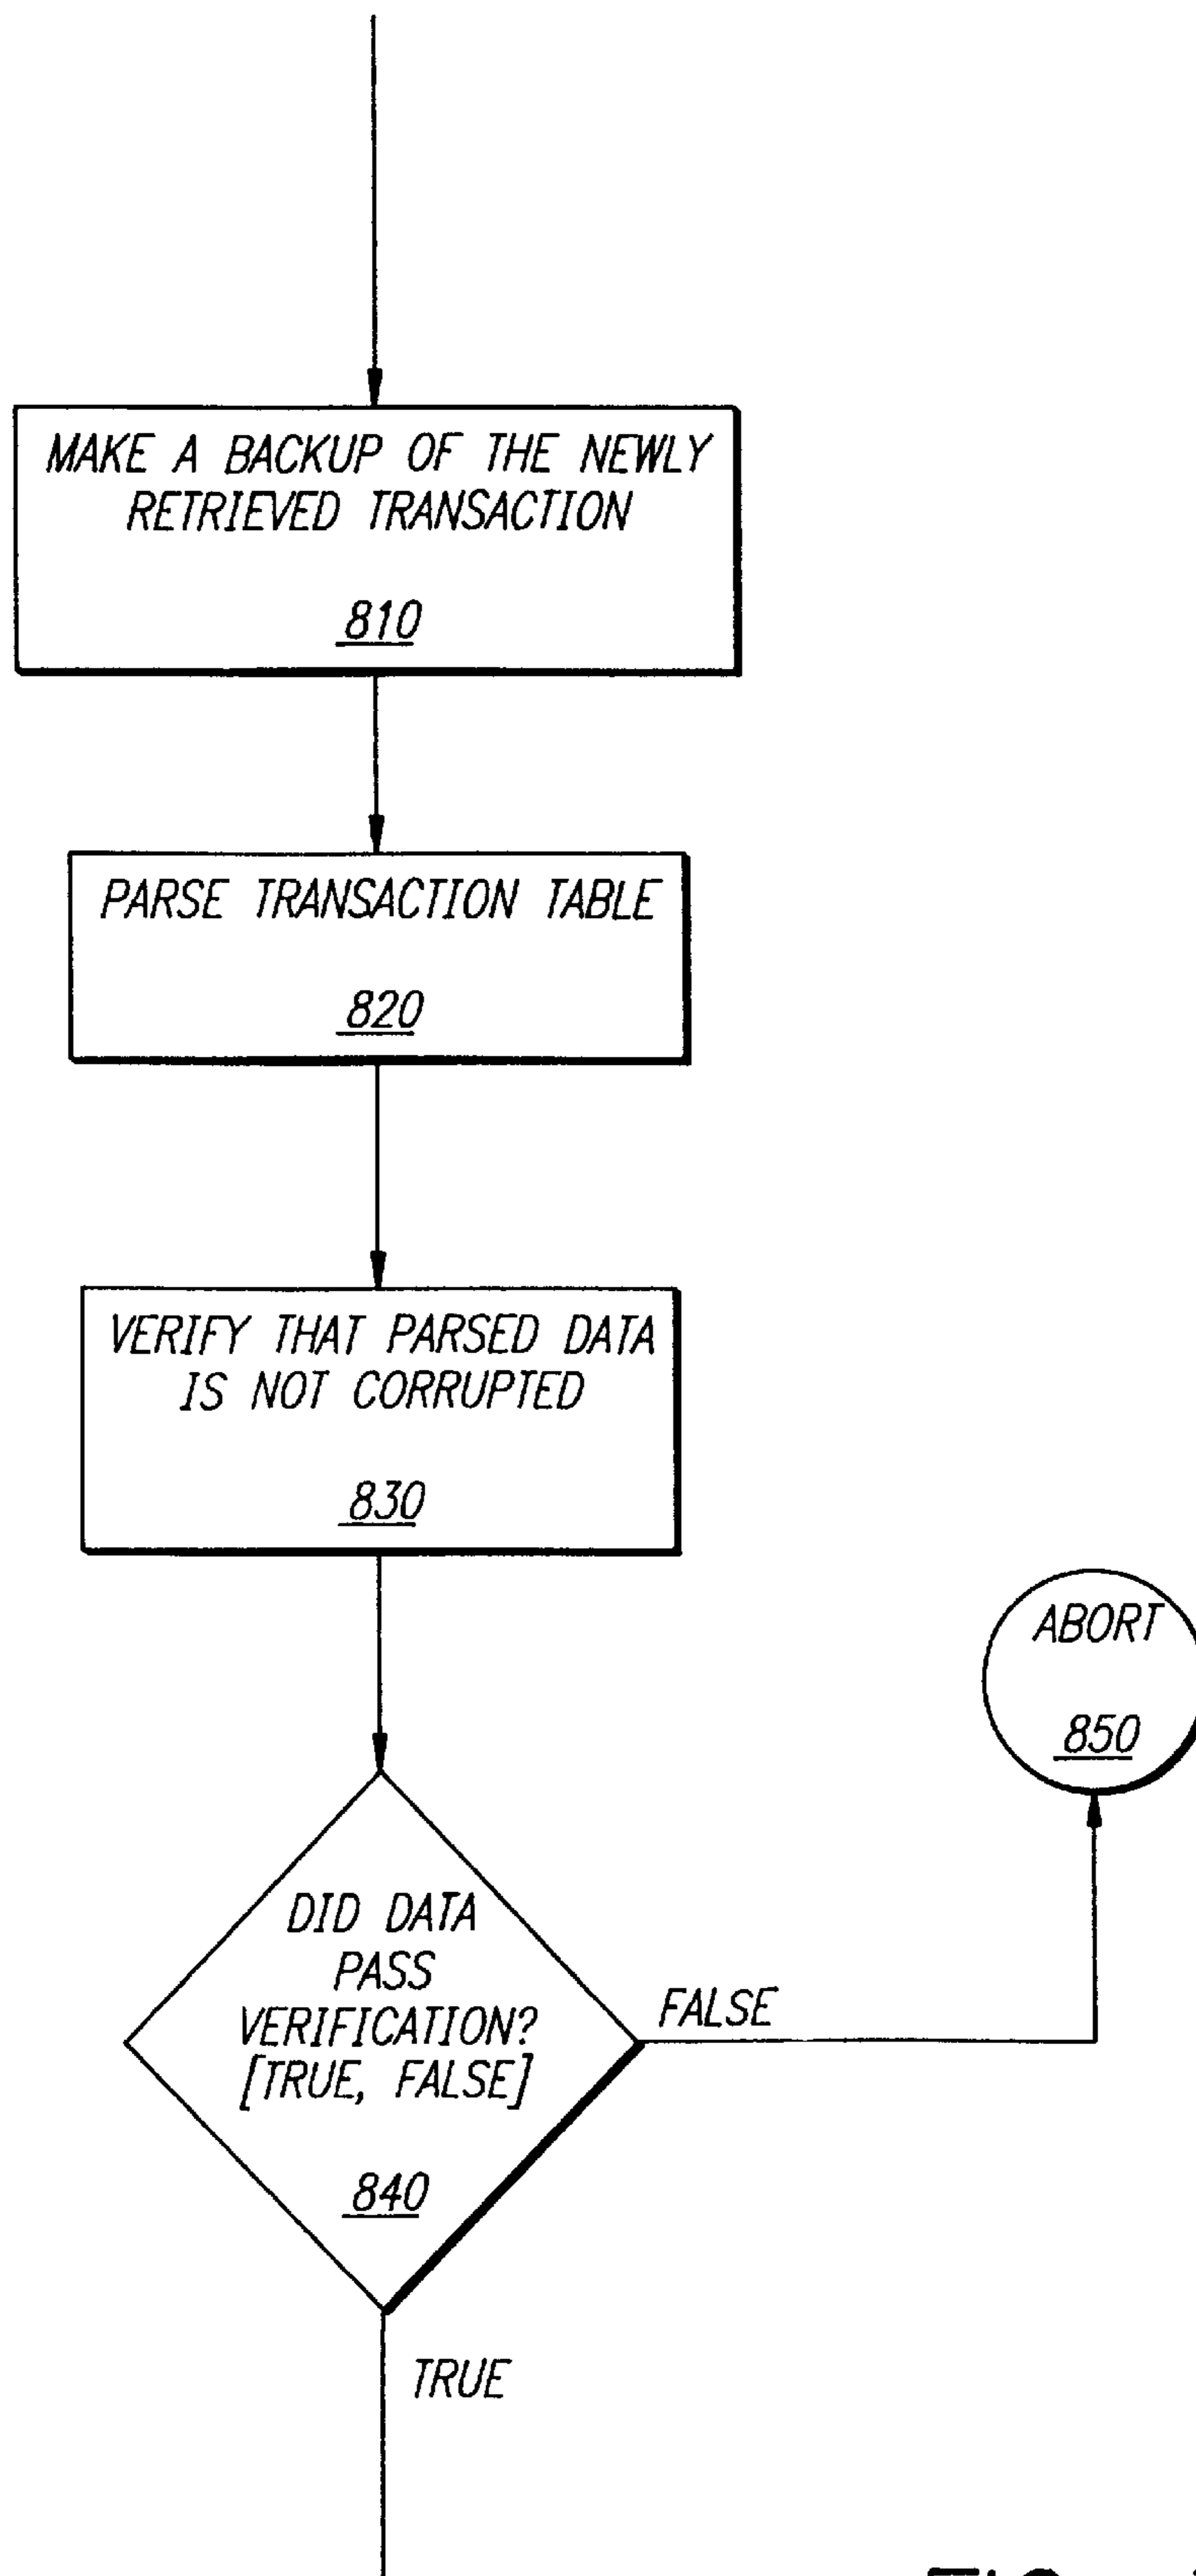 MAKE A BACKUP OF THE NEWLY
RETRIEVED TRANSACTION
810
PARSE TRANSACTION TABLE
820
VERIFY THAT PARSED DATA
IS NOT CORRUPTED
830
ABORT
850
DID DATA
PASS
VERIFICATION?
[TRUE, FALSE]
840
FALSE
TRUE